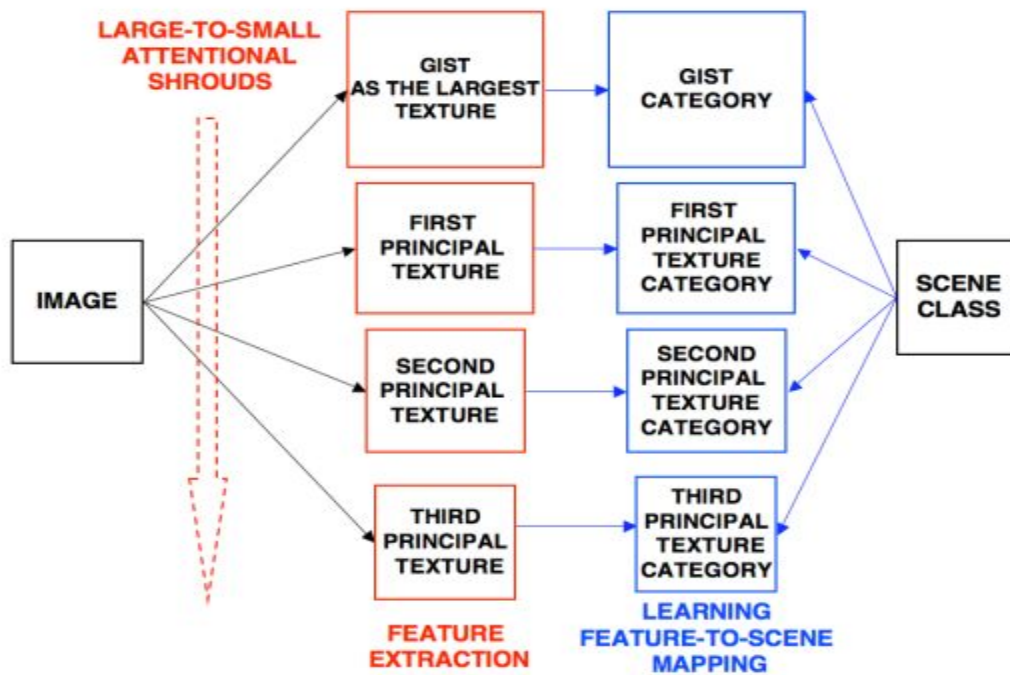 LARGE-TO-SMALL
ATTENTIONAL
SHROUDS
GIST
AS THE LARGEST
TEXTURE
GIST
CATEGORY
FIRST
PRINCIPAL
TEXTURE
FIRST
PRINCIPAL
TEXTURE
CATEGORY
IMAGE
SCENE
CLASS
SECOND
PRINCIPAL
TEXTURE
SECOND
PRINCIPAL
TEXTURE
CATEGORY
THIRD
PRINCIPAL
TEXTURE
THIRD
PRINCIPAL
TEXTURE
CATEGORY
FEATURE
EXTRACTION
LEARNING
FEATURE-TO-SCENE
MAPPING